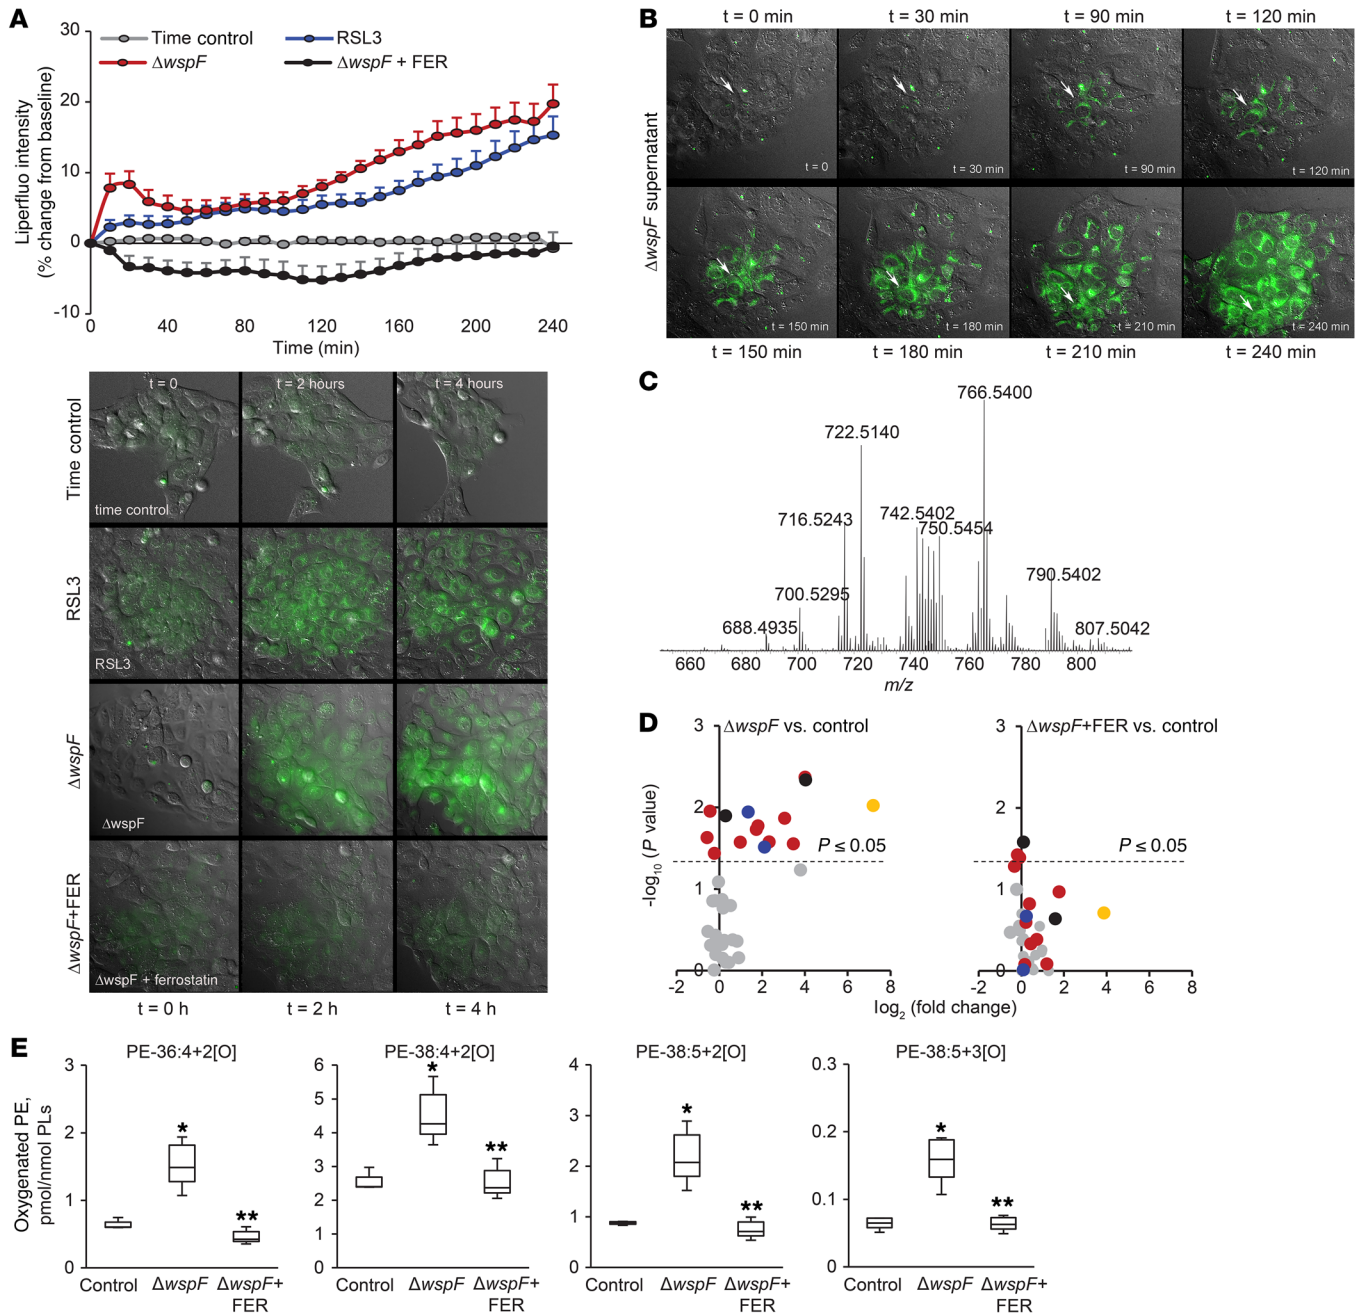 A
Liperfluo intensity
(% change from baseline)
30
20
10
0
-10
Time control
RSL3
ΔwspF
ΔwspF + FER
0
40
80
120
160
200
240
Time (min)
t = 0
t = 2 hours
t = 4 hours
Time control
time control
RSL3
RSL3
ΔwspF
ΔwspF
ΔwspF+FER
ΔwspF + ferrostatin
t = 0 h
t = 2 h
t = 4 h
B
t = 0 min
t = 30 min
t = 90 min
t = 120 min
ΔwspF supernatant
t = 0
t = 30 min
t = 90 min
t = 120 min
t = 150 min
t = 180 min
t = 210 min
t = 240 min
t = 150 min
t = 180 min
t = 210 min
t = 240 min
C
766.5400
722.5140
716.5243
742.5402
750.5454
700.5295
790.5402
688.4935
807.5042
660
680
700
720
740
760
780
800
m/z
D
ΔwspF vs. control
-log10 (P value)
3
2
1
0
P ≤ 0.05
-2
0
2
4
6
8
ΔwspF+FER vs. control
3
2
1
0
P ≤ 0.05
-2
0
2
4
6
8
log2 (fold change)
E
Oxygenated PE,
pmol/nmol PLs
PE-36:4+2[O]
3
2
1
0
*
**
Control
ΔwspF
ΔwspF+
FER
PE-38:4+2[O]
6
5
4
3
2
1
0
*
**
Control
ΔwspF
ΔwspF+
FER
PE-38:5+2[O]
4
3
2
1
0
*
**
Control
ΔwspF
ΔwspF+
FER
PE-38:5+3[O]
0.3
0.2
0.1
0
*
**
Control
ΔwspF
ΔwspF+
FER